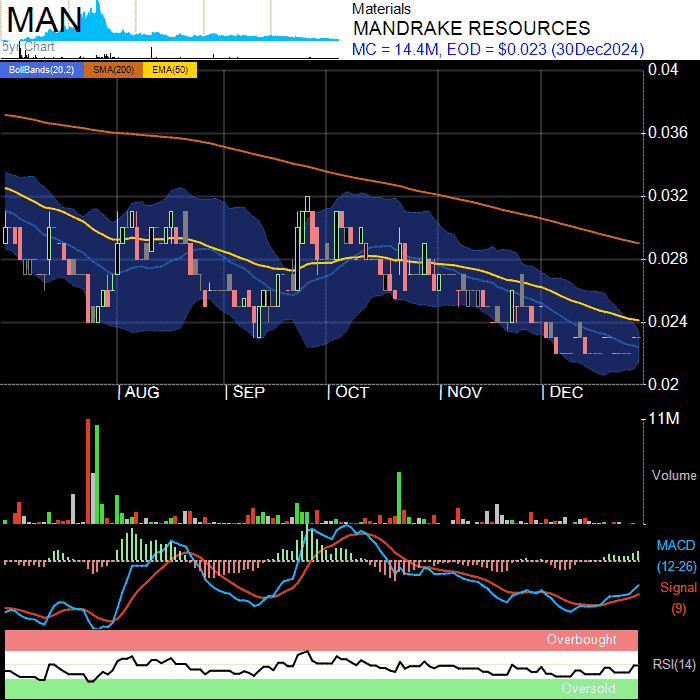 MAN
5yr Chart
Materials
MANDRAKE RESOURCES
MC = 14.4M, EOD = $0.023 (30Dec2024)
BollBands(20,2) SMA(200) EMA(50)
0.04
0.036
0.032
0.028
0.024
0.02
AUG SEP OCT NOV DEC
11M
Volume
MACD
(12-26)
Signal
(9)
Overbought
RSI(14)
Oversold